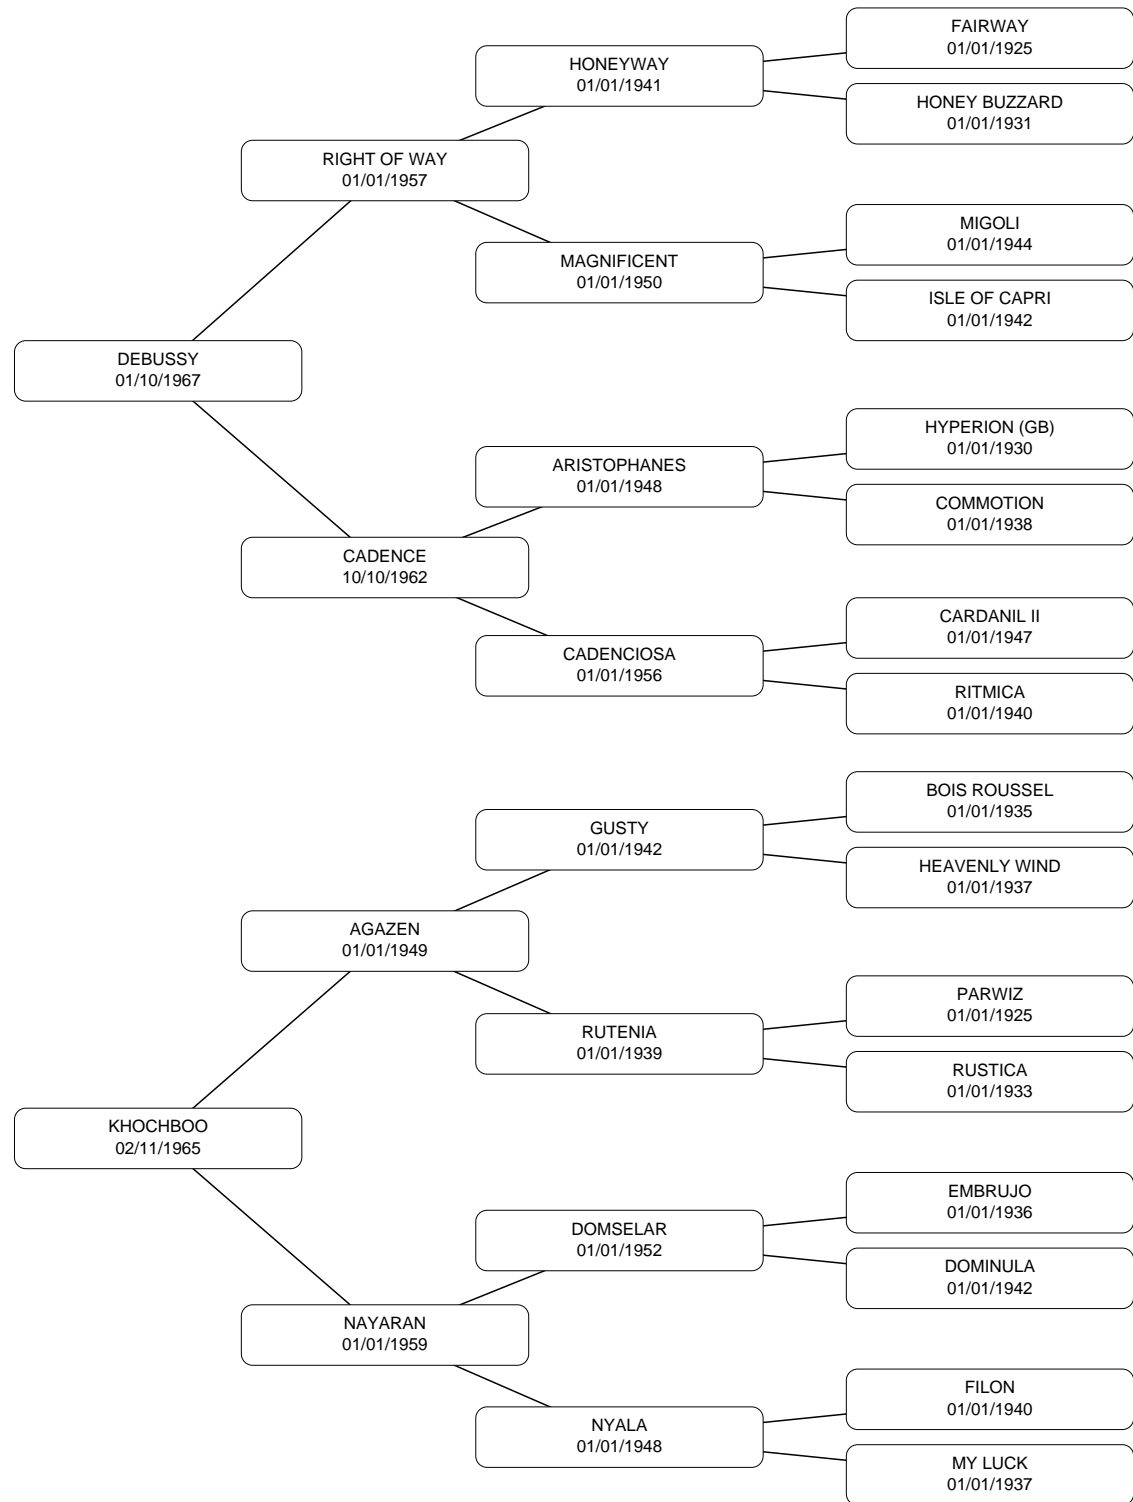 FAIRWAY
01/01/1925
HONEYWAY
01/01/1941
HONEY BUZZARD
01/01/1931
RIGHT OF WAY
01/01/1957
MIGOLI
01/01/1944
MAGNIFICENT
01/01/1950
ISLE OF CAPRI
01/01/1942
DEBUSSY
01/10/1967
HYPERION (GB)
01/01/1930
ARISTOPHANES
01/01/1948
COMMOTION
01/01/1938
CADENCE
10/10/1962
CARDANIL II
01/01/1947
CADENCIOSA
01/01/1956
RITMICA
01/01/1940
BOIS ROUSSEL
01/01/1935
GUSTY
01/01/1942
HEAVENLY WIND
01/01/1937
AGAZEN
01/01/1949
PARWIZ
01/01/1925
RUTENIA
01/01/1939
RUSTICA
01/01/1933
KHOCHBOO
02/11/1965
EMBRUJO
01/01/1936
DOMSELAR
01/01/1952
DOMINULA
01/01/1942
NAYARAN
01/01/1959
FILON
01/01/1940
NYALA
01/01/1948
MY LUCK
01/01/1937